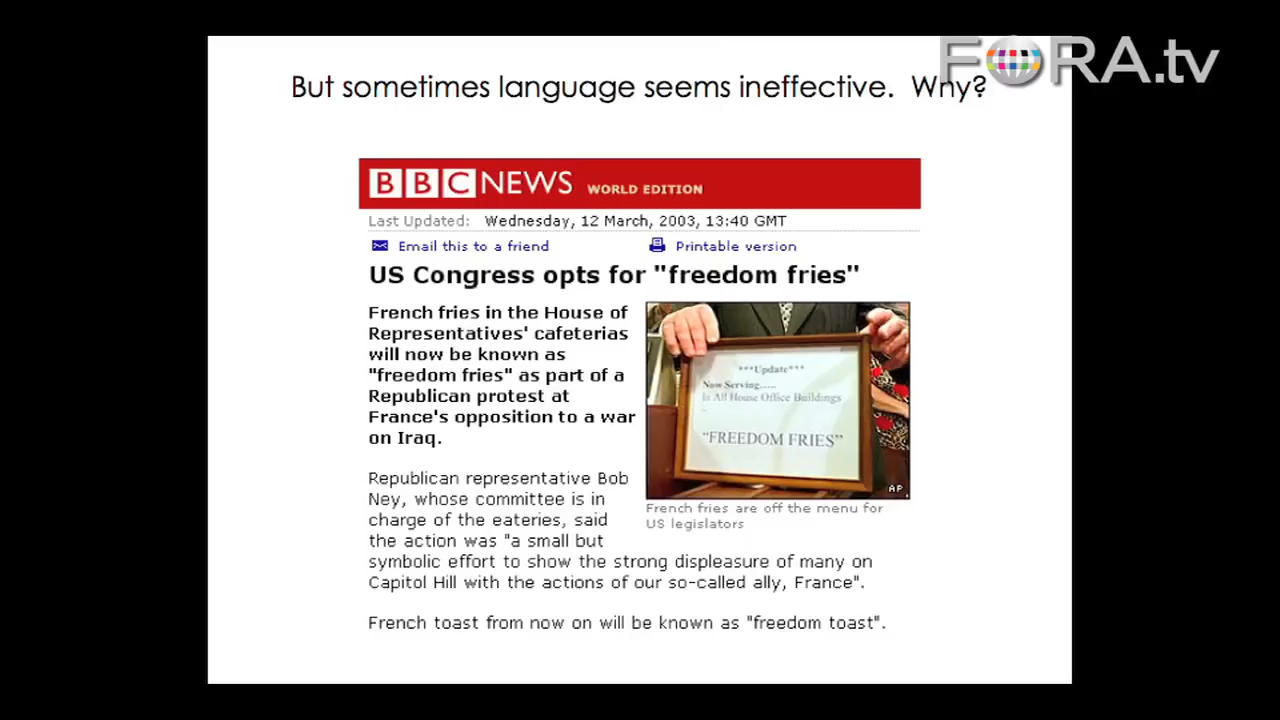 FORA.tv
But sometimes language seems ineffective. Why?
BBC NEWS WORLD EDITION
Last Updated: Wednesday, 12 March, 2003, 13:40 GMT
Email this to a friend Printable version
US Congress opts for "freedom fries"
French fries in the House of
Representatives' cafeterias
will now be known as
"freedom fries" as part of a
Republican protest at
France's opposition to a war
on Iraq.
***Update***
Now Serving.....
In All House Office Buildings
"FREEDOM FRIES"
AP
French fries are off the menu for
US legislators
Republican representative Bob
Ney, whose committee is in
charge of the eateries, said
the action was "a small but
symbolic effort to show the strong displeasure of many on
Capitol Hill with the actions of our so-called ally, France".
French toast from now on will be known as "freedom toast".